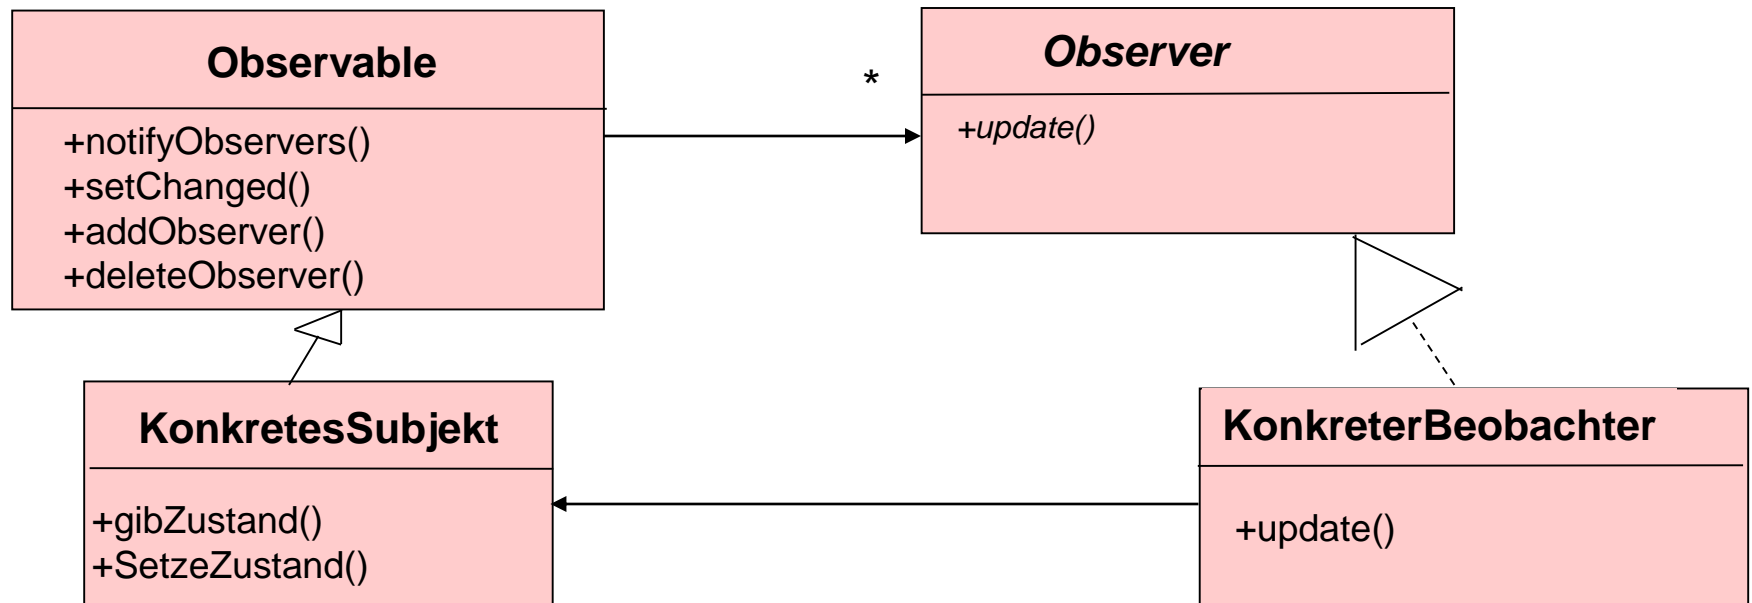 Observable
+notifyObservers()
+setChanged()
+addObserver()
+deleteObserver()
*
Observer
+update()
KonkretesSubjekt
+gibZustand()
+SetzeZustand()
KonkreterBeobachter
+update()